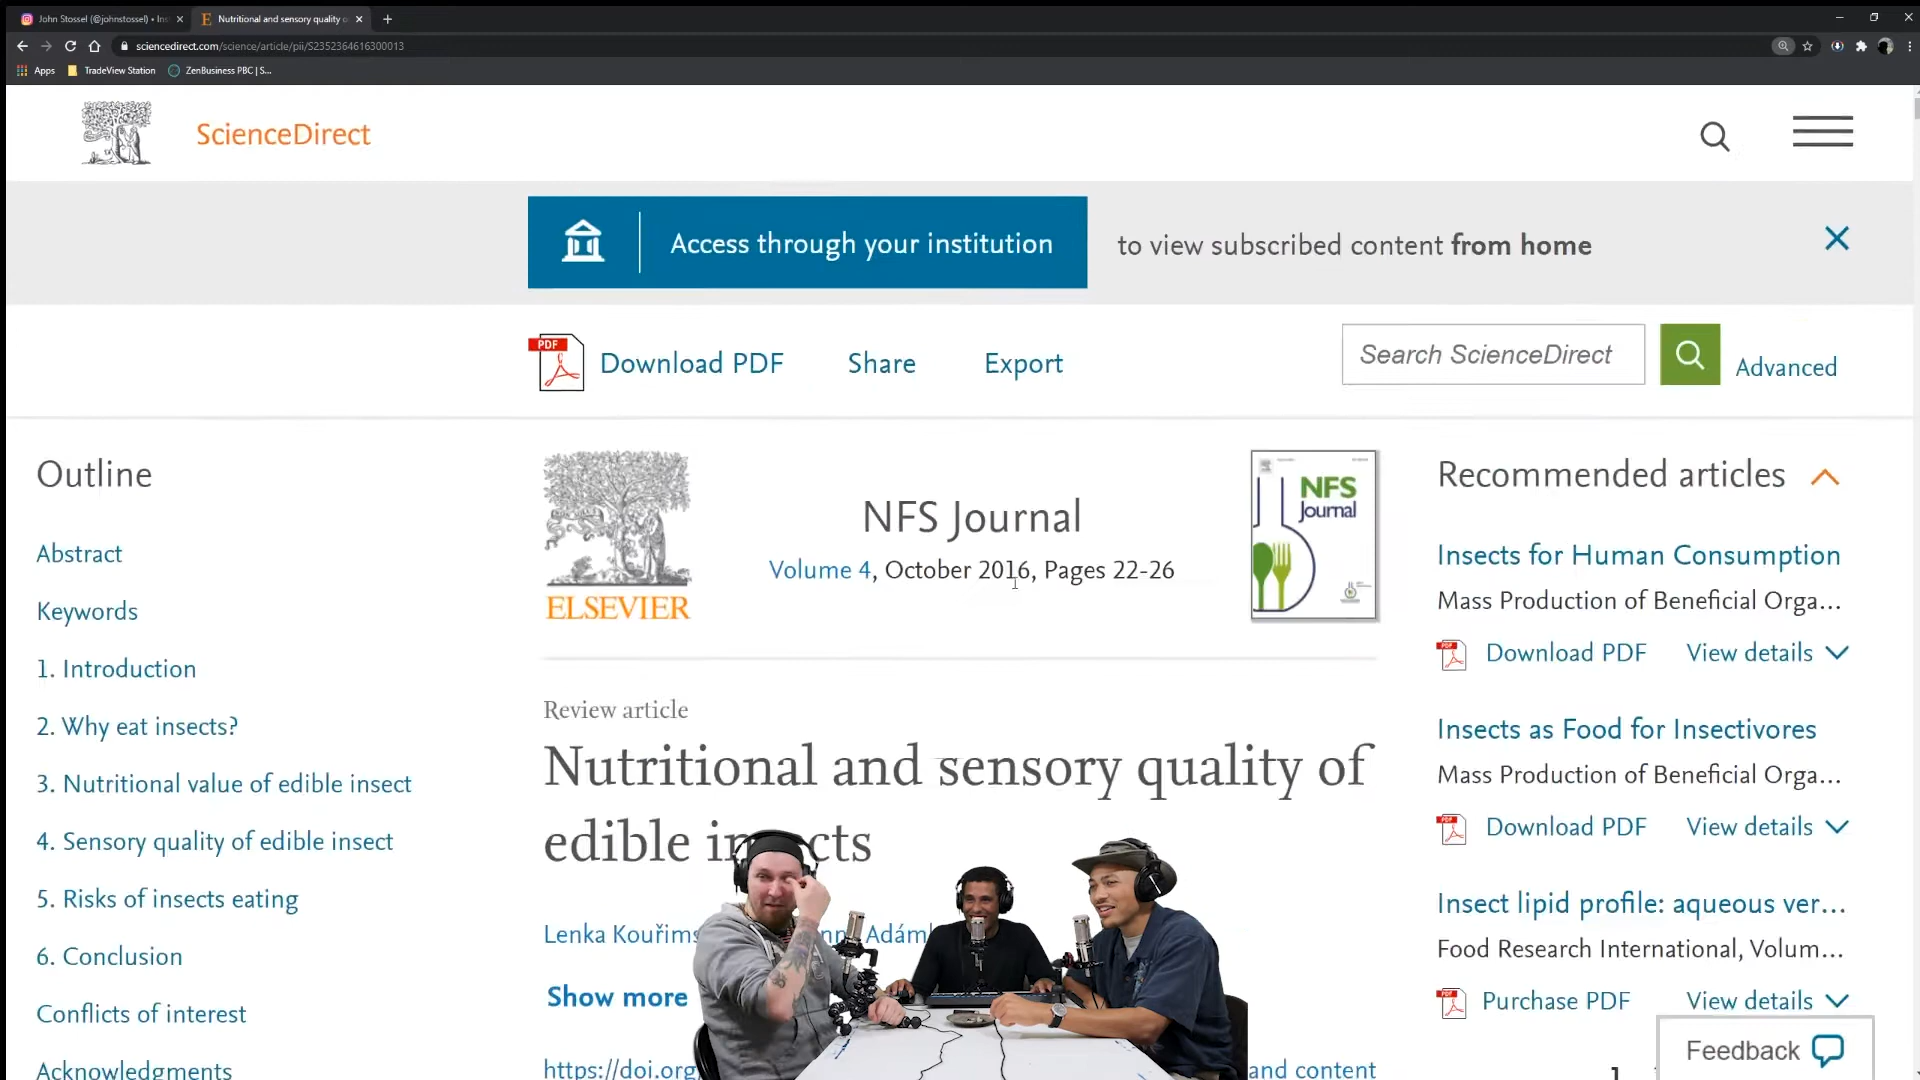 John Stossel (@johnstossel) • Ins
Nutritional and sensory quality o
sciencedirect.com/science/article/pii/S2352364616300013
Apps
TradeView Station
ZenBusiness PBC | S...
ScienceDirect
Access through your institution
to view subscribed content from home
PDF
Download PDF
Share
Export
Search ScienceDirect
Advanced
Outline
Abstract
Keywords
1. Introduction
2. Why eat insects?
3. Nutritional value of edible insect
4. Sensory quality of edible insect
5. Risks of insects eating
6. Conclusion
Conflicts of interest
Acknowledgments
ELSEVIER
NFS Journal
Volume 4, October 2016, Pages 22-26
NFS
Journal
Review article
Nutritional and sensory quality of
edible insects
Lenka Kouřims
Adám
Show more
https://doi.org/
and content
Recommended articles
Insects for Human Consumption
Mass Production of Beneficial Orga...
Download PDF
View details
Insects as Food for Insectivores
Mass Production of Beneficial Orga...
Download PDF
View details
Insect lipid profile: aqueous ver...
Food Research International, Volum...
Purchase PDF
View details
1
Feedback